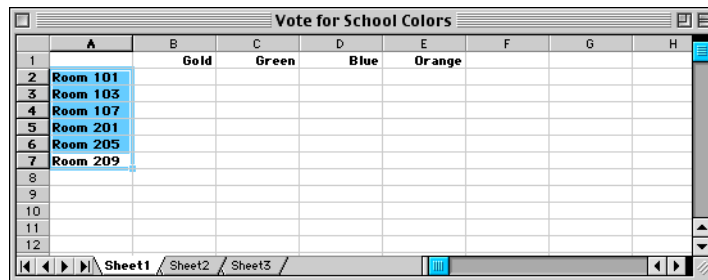 Vote for School Colors
A B C D E F G H
1 Gold Green Blue Orange
2 Room 101
3 Room 103
4 Room 107
5 Room 201
6 Room 205
7 Room 209
8
9
10
11
12
Sheet1 Sheet2 Sheet3